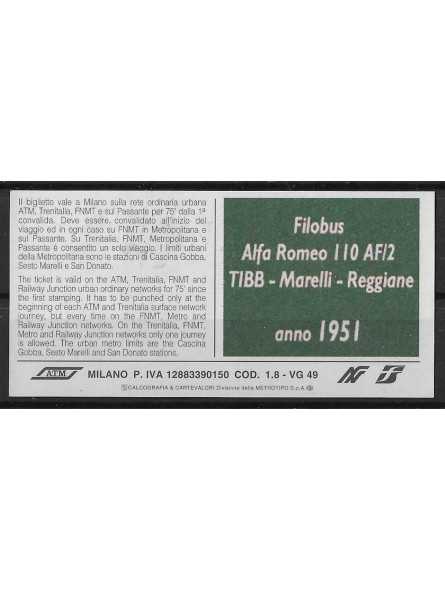 Il biglietto vale a Milano sulla rete ordinaria urbana
ATM, Trenitalia, FNMT e sul Passante per 75' dalla 1ª
convalida. Deve essere convalidato all'inizio del
viaggio ed in ogni caso su FNMT in Metropolitana e
sul Passante. Su Trenitalia, FNMT, Metropolitana e
Passante è consentito un solo viaggio. I limiti urbani
della Metropolitana sono le stazioni di Cascina Gobba,
Sesto Marelli e San Donato.
The ticket is valid on the ATM, Trenitalia, FNMT and
Railway Junction urban ordinary networks for 75' since
the first stamping. It has to be punched only at the
beginning of each ATM and Trenitalia surface network
journey, but every time on the FNMT, Metro and
Railway Junction networks. On the Trenitalia, FNMT,
Metro and Railway Junction networks only one journey
is allowed. The urban metro limits are the Cascina
Gobba, Sesto Marelli and San Donato stations.
Filobus
Alfa Romeo 110 AF/2
TIBB - Marelli - Reggiane
anno 1951
ATM MILANO P. IVA 12883390150 COD. 1.8 - VG 49
CALCOGRAFIA & CARTEVALORI Divisione della METROTIPO S.p.A.